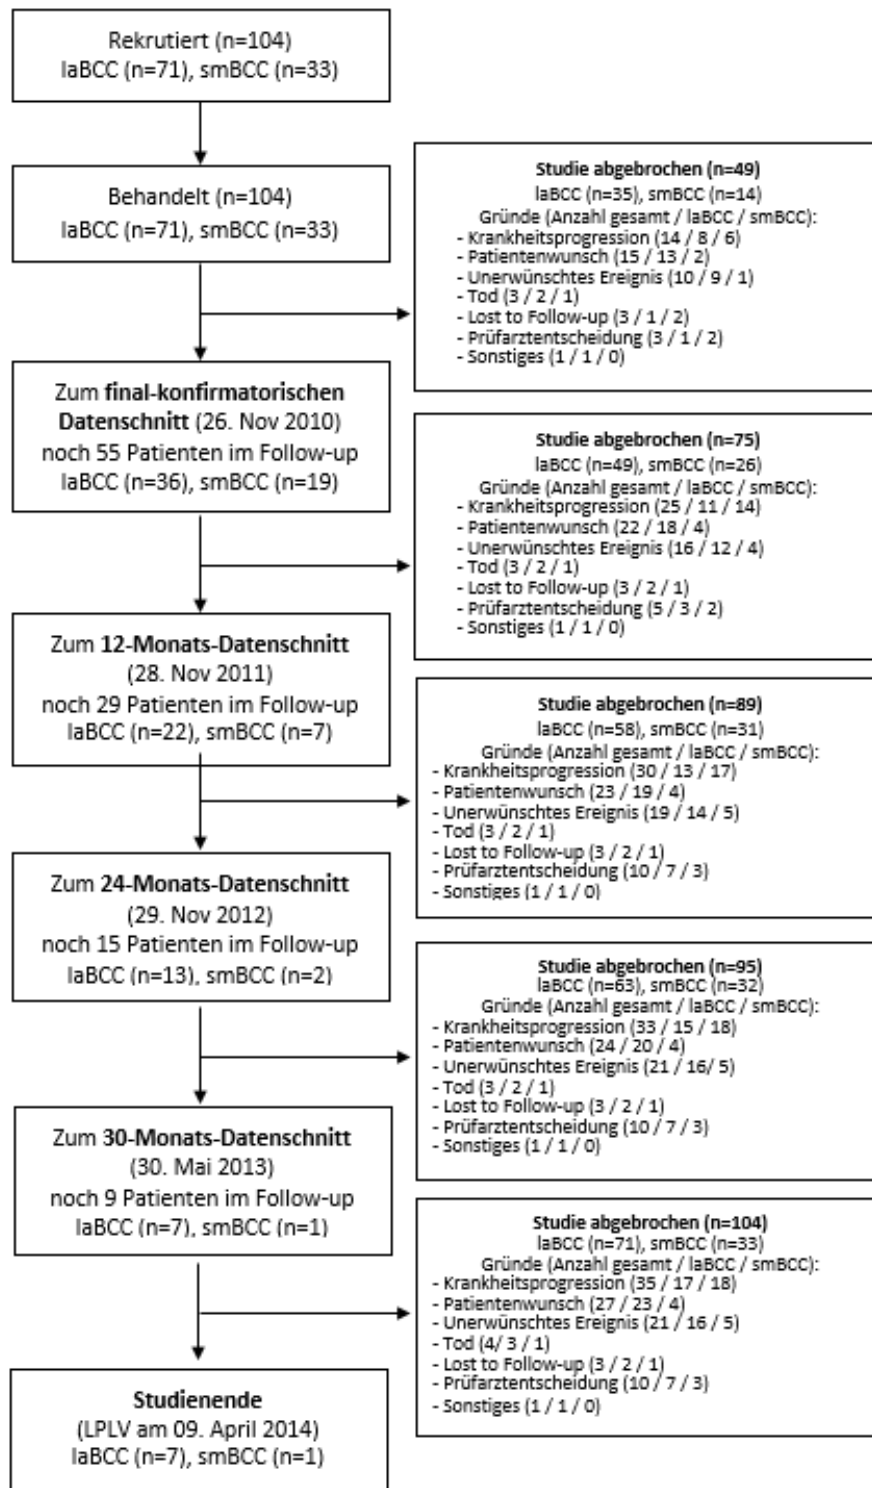 Rekrutiert (n=104)
laBCC (n=71), smBCC (n=33)
Behandelt (n=104)
laBCC (n=71), smBCC (n=33)
Studie abgebrochen (n=49)
laBCC (n=35), smBCC (n=14)
Gründe (Anzahl gesamt / laBCC / smBCC):
- Krankheitsprogression (14 / 8 / 6)
- Patientenwunsch (15 / 13 / 2)
- Unerwünschtes Ereignis (10 / 9 / 1)
- Tod (3 / 2 / 1)
- Lost to Follow-up (3 / 1 / 2)
- Prüfarztentscheidung (3 / 1 / 2)
- Sonstiges (1 / 1 / 0)
Zum final-konfirmatorischen
Datenschnitt (26. Nov 2010)
noch 55 Patienten im Follow-up
laBCC (n=36), smBCC (n=19)
Studie abgebrochen (n=75)
laBCC (n=49), smBCC (n=26)
Gründe (Anzahl gesamt / laBCC / smBCC):
- Krankheitsprogression (25 / 11 / 14)
- Patientenwunsch (22 / 18 / 4)
- Unerwünschtes Ereignis (16 / 12 / 4)
- Tod (3 / 2 / 1)
- Lost to Follow-up (3 / 2 / 1)
- Prüfarztentscheidung (5 / 3 / 2)
- Sonstiges (1 / 1 / 0)
Zum 12-Monats-Datenschnitt
(28. Nov 2011)
noch 29 Patienten im Follow-up
laBCC (n=22), smBCC (n=7)
Studie abgebrochen (n=89)
laBCC (n=58), smBCC (n=31)
Gründe (Anzahl gesamt / laBCC / smBCC):
- Krankheitsprogression (30 / 13 / 17)
- Patientenwunsch (23 / 19 / 4)
- Unerwünschtes Ereignis (19 / 14 / 5)
- Tod (3 / 2 / 1)
- Lost to Follow-up (3 / 2 / 1)
- Prüfarztentscheidung (10 / 7 / 3)
- Sonstiges (1 / 1 / 0)
Zum 24-Monats-Datenschnitt
(29. Nov 2012)
noch 15 Patienten im Follow-up
laBCC (n=13), smBCC (n=2)
Studie abgebrochen (n=95)
laBCC (n=63), smBCC (n=32)
Gründe (Anzahl gesamt / laBCC / smBCC):
- Krankheitsprogression (33 / 15 / 18)
- Patientenwunsch (24 / 20 / 4)
- Unerwünschtes Ereignis (21 / 16/ 5)
- Tod (3 / 2 / 1)
- Lost to Follow-up (3 / 2 / 1)
- Prüfarztentscheidung (10 / 7 / 3)
- Sonstiges (1 / 1 / 0)
Zum 30-Monats-Datenschnitt
(30. Mai 2013)
noch 9 Patienten im Follow-up
laBCC (n=7), smBCC (n=1)
Studie abgebrochen (n=104)
laBCC (n=71), smBCC (n=33)
Gründe (Anzahl gesamt / laBCC / smBCC):
- Krankheitsprogression (35 / 17 / 18)
- Patientenwunsch (27 / 23 / 4)
- Unerwünschtes Ereignis (21 / 16 / 5)
- Tod (4/ 3 / 1)
- Lost to Follow-up (3 / 2 / 1)
- Prüfarztentscheidung (10 / 7 / 3)
- Sonstiges (1 / 1 / 0)
Studienende
(LPLV am 09. April 2014)
laBCC (n=7), smBCC (n=1)